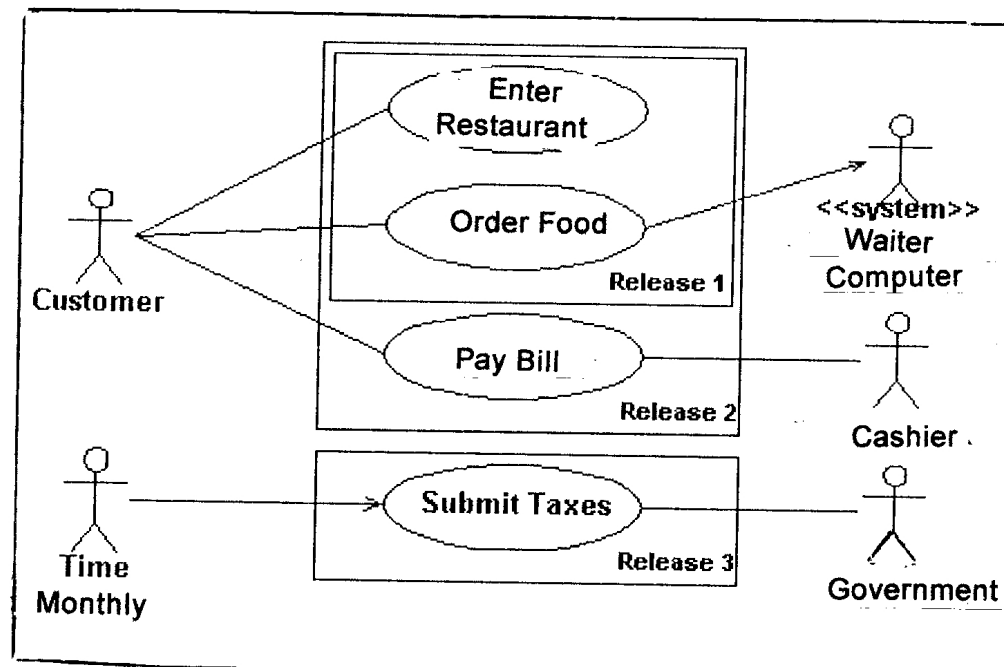 Enter
Restaurant
Order Food
Release 1
<<system>>
Waiter
Computer
Customer
Pay Bill
Release 2
Cashier
Time
Monthly
Submit Taxes
Release 3
Government